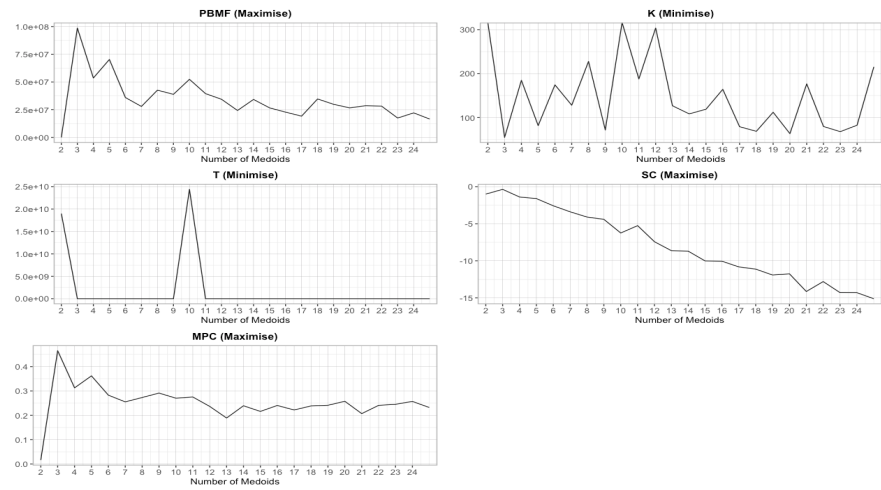 PBMF (Maximise)
1.0e+08
7.5e+07
5.0e+07
2.5e+07
0.0e+00
2 3 4 5 6 7 8 9 10 11 12 13 14 15 16 17 18 19 20 21 22 23 24
Number of Medoids
K (Minimise)
300
200
100
2 3 4 5 6 7 8 9 10 11 12 13 14 15 16 17 18 19 20 21 22 23 24
Number of Medoids
T (Minimise)
2.5e+10
2.0e+10
1.5e+10
1.0e+10
5.0e+09
0.0e+00
2 3 4 5 6 7 8 9 10 11 12 13 14 15 16 17 18 19 20 21 22 23 24
Number of Medoids
SC (Maximise)
0
-5
-10
-15
2 3 4 5 6 7 8 9 10 11 12 13 14 15 16 17 18 19 20 21 22 23 24
Number of Medoids
MPC (Maximise)
0.4
0.3
0.2
0.1
0.0
2 3 4 5 6 7 8 9 10 11 12 13 14 15 16 17 18 19 20 21 22 23 24
Number of Medoids